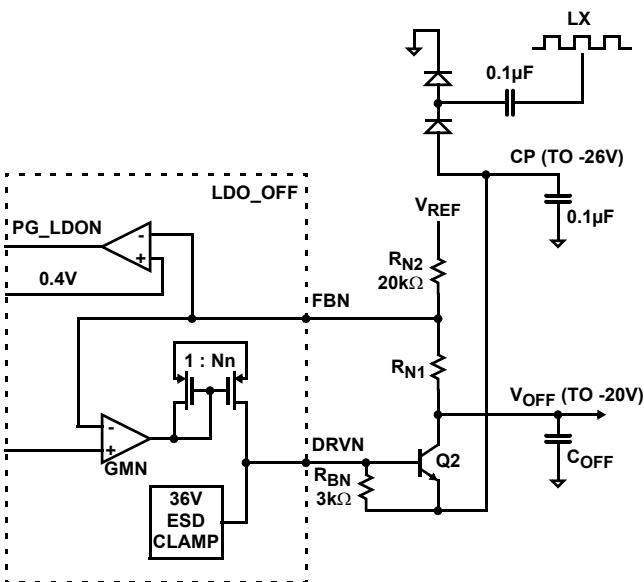 LX
0.1µF
CP (TO -26V)
LDO_OFF
0.1µF
PG_LDON
-
+
0.4V
VREF
RN2
20kΩ
FBN
RN1
1 : Nn
VOFF (TO -20V)
-
+
GMN
DRVN
Q2
COFF
RBN
3kΩ
36V
ESD
CLAMP